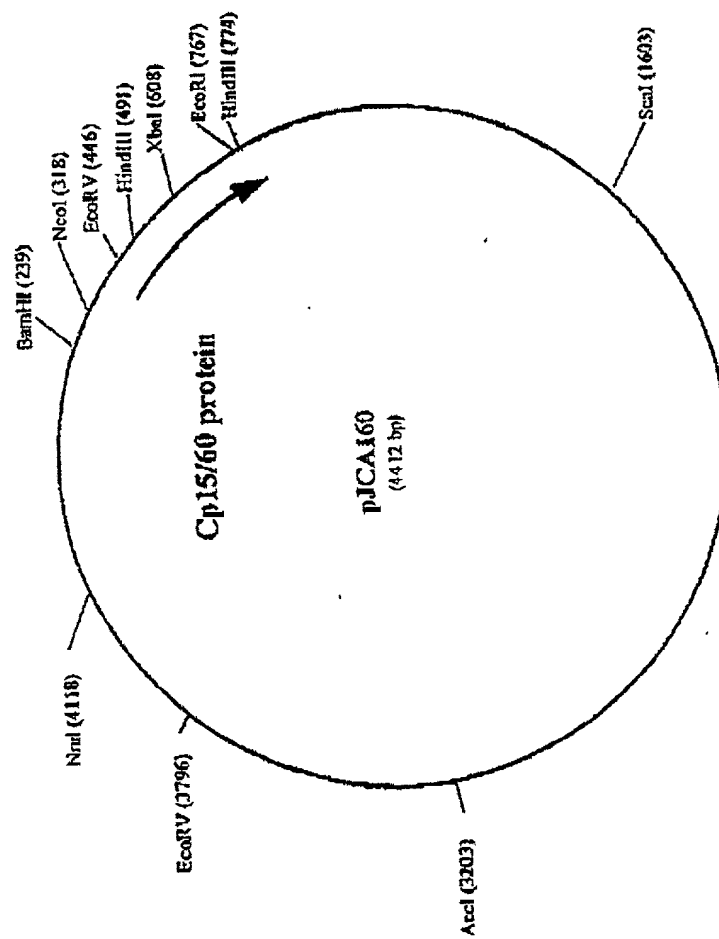 BamHI (239)
NcoI (318)
EcoRV (446)
HindIII (491)
XbaI (608)
EcoRI (767)
HindIII (774)
ScaI (1603)
Cp15/60 protein
pJCA160
(4412 bp)
NruI (4118)
EcoRV (3796)
AccI (3203)